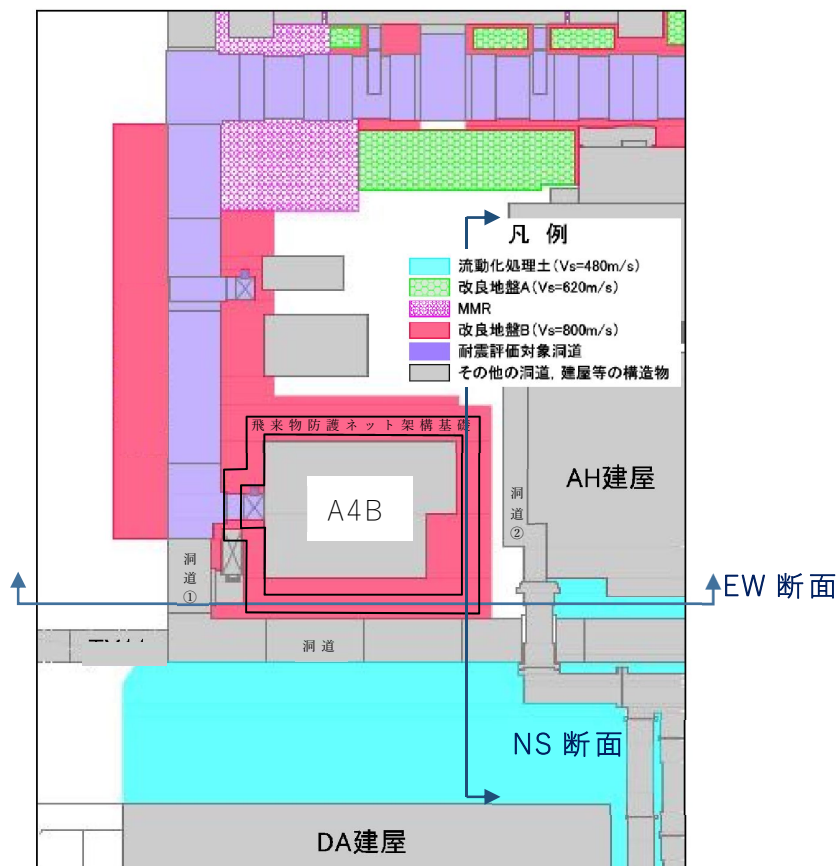 凡 例
流動化処理土(Vs=480m/s)
改良地盤A(Vs=620m/s)
MMR
改良地盤B(Vs=800m/s)
耐震評価対象洞道
その他の洞道，建屋等の構造物
飛来物防護ネット架構基礎
A4B
AH建屋
洞道②
洞道①
EW 断面
洞道
NS 断面
DA建屋